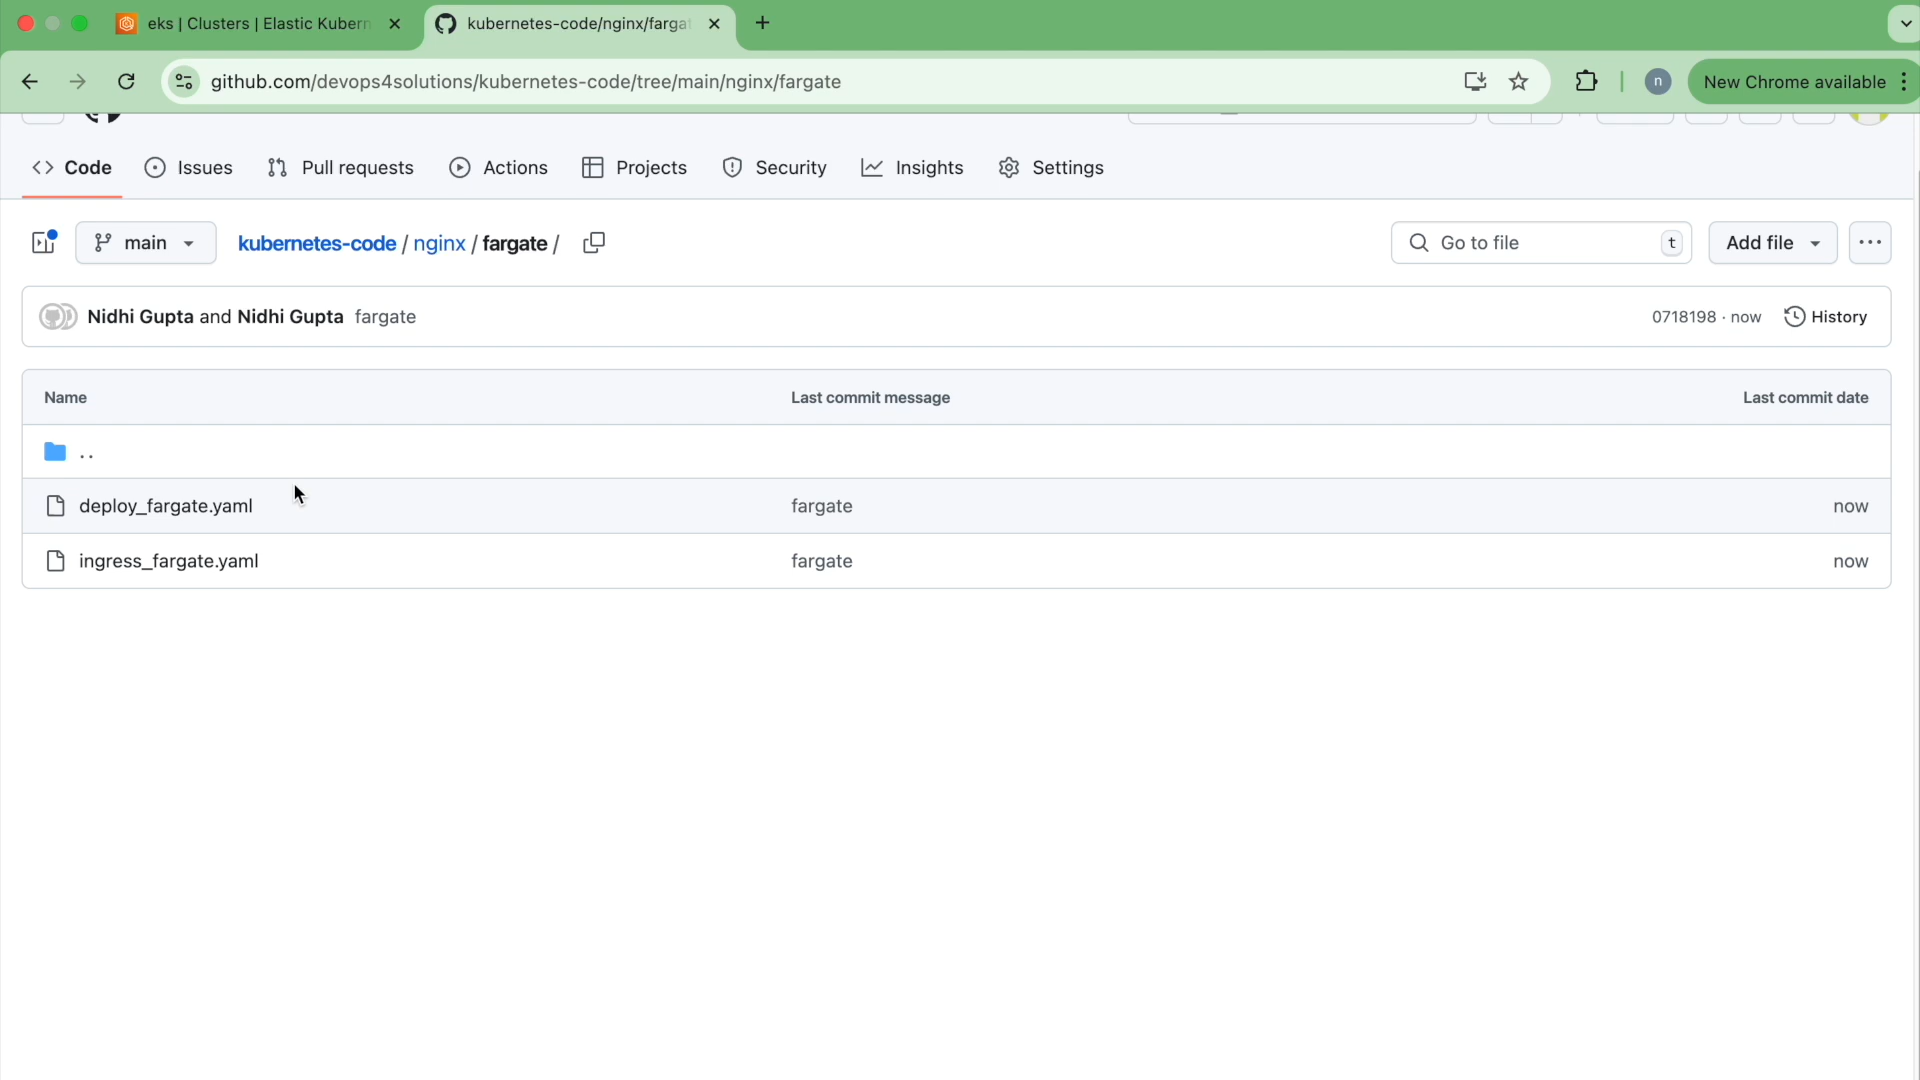 eks | Clusters | Elastic Kubern
kubernetes-code/nginx/fargat
github.com/devops4solutions/kubernetes-code/tree/main/nginx/fargate
n
New Chrome available
Code
Issues
Pull requests
Actions
Projects
Security
Insights
Settings
main
kubernetes-code / nginx / fargate /
Go to file
t
Add file
Nidhi Gupta and Nidhi Gupta fargate
0718198 · now
History
Name
Last commit message
Last commit date
..
deploy_fargate.yaml
fargate
now
ingress_fargate.yaml
fargate
now